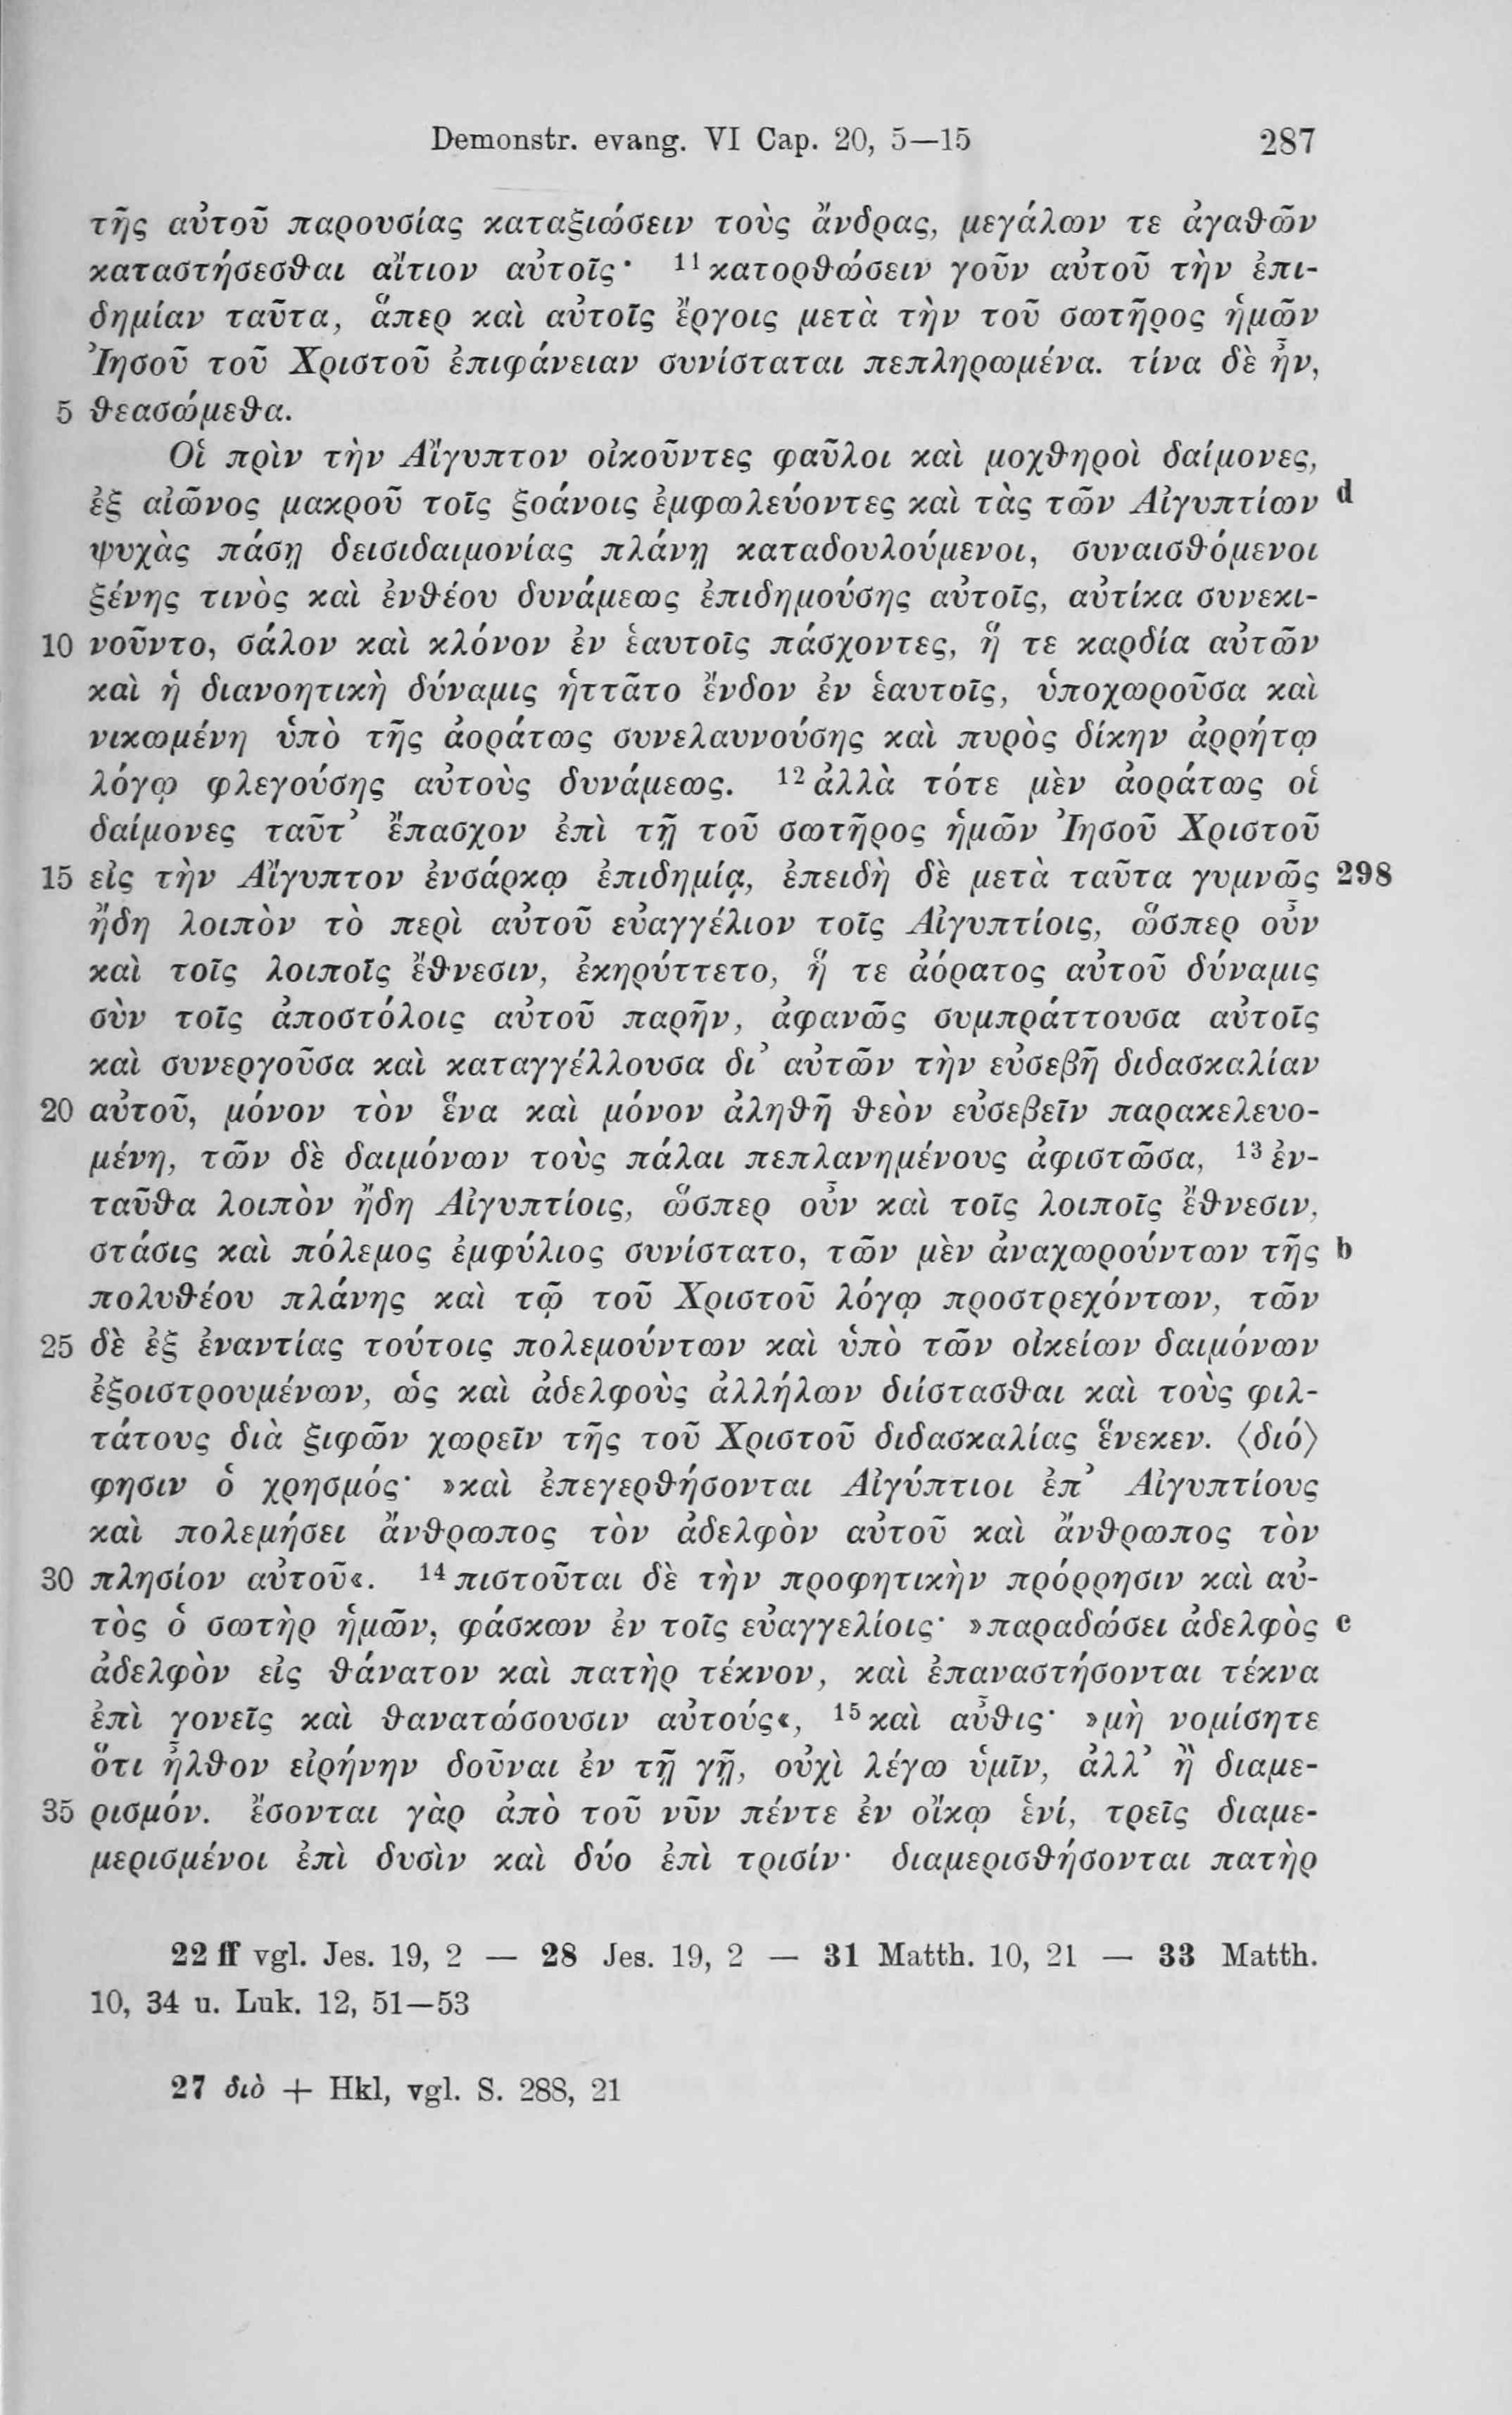 Demonstr. evang. VI Cap. 20, 5—15 287
τῆς αὐτοῦ παρουσίας καταξιώσειν τοὺς ἄνδρας, μεγάλων τε ἀγαθῶν
καταστήσεσθαι αἴτιον αὐτοῖς· ¹¹ κατορθώσειν γοῦν αὐτοῦ τὴν ἐπι-
δημίαν ταῦτα, ἅπερ καὶ αὐτοῖς ἔργοις μετὰ τὴν τοῦ σωτῆρος ἡμῶν
Ἰησοῦ τοῦ Χριστοῦ ἐπιφάνειαν συνίσταται πεπληρωμένα. τίνα δὲ ἦν,
5 θεασώμεθα.
Οἱ πρὶν τὴν Αἴγυπτον οἰκοῦντες φαῦλοι καὶ μοχθηροὶ δαίμονες,
ἐξ αἰῶνος μακροῦ τοῖς ξοάνοις ἐμφωλεύοντες καὶ τὰς τῶν Αἰγυπτίων d
ψυχὰς πάσῃ δεισιδαιμονίας πλάνῃ καταδουλούμενοι, συναισθόμενοι
ξένης τινὸς καὶ ἐνθέου δυνάμεως ἐπιδημούσης αὐτοῖς, αὐτίκα συνεκι-
10 νοῦντο, σάλον καὶ κλόνον ἐν ἑαυτοῖς πάσχοντες, ἥ τε καρδία αὐτῶν
καὶ ἡ διανοητικὴ δύναμις ἡττᾶτο ἔνδον ἐν ἑαυτοῖς, ὑποχωροῦσα καὶ
νικωμένη ὑπὸ τῆς ἀοράτως συνελαυνούσης καὶ πυρὸς δίκην ἀρρήτῳ
λόγῳ φλεγούσης αὐτοὺς δυνάμεως. ¹² ἀλλὰ τότε μὲν ἀοράτως οἱ
δαίμονες ταῦτ’ ἔπασχον ἐπὶ τῇ τοῦ σωτῆρος ἡμῶν Ἰησοῦ Χριστοῦ
15 εἰς τὴν Αἴγυπτον ἐνσάρκῳ ἐπιδημίᾳ, ἐπειδὴ δὲ μετὰ ταῦτα γυμνῶς 298
ἤδη λοιπὸν τὸ περὶ αὐτοῦ εὐαγγέλιον τοῖς Αἰγυπτίοις, ὥσπερ οὖν
καὶ τοῖς λοιποῖς ἔθνεσιν, ἐκηρύττετο, ἥ τε ἀόρατος αὐτοῦ δύναμις
σὺν τοῖς ἀποστόλοις αὐτοῦ παρῆν, ἀφανῶς συμπράττουσα αὐτοῖς
καὶ συνεργοῦσα καὶ καταγγέλλουσα δι’ αὐτῶν τὴν εὐσεβῆ διδασκαλίαν
20 αὐτοῦ, μόνον τὸν ἕνα καὶ μόνον ἀληθῆ θεὸν εὐσεβεῖν παρακελευο-
μένη, τῶν δὲ δαιμόνων τοὺς πάλαι πεπλανημένους ἀφιστῶσα, ¹³ ἐν-
ταῦθα λοιπὸν ἤδη Αἰγυπτίοις, ὥσπερ οὖν καὶ τοῖς λοιποῖς ἔθνεσιν,
στάσις καὶ πόλεμος ἐμφύλιος συνίστατο, τῶν μὲν ἀναχωρούντων τῆς b
πολυθέου πλάνης καὶ τῷ τοῦ Χριστοῦ λόγῳ προστρεχόντων, τῶν
25 δὲ ἐξ ἐναντίας τούτοις πολεμούντων καὶ ὑπὸ τῶν οἰκείων δαιμόνων
ἐξοιστρουμένων, ὡς καὶ ἀδελφοὺς ἀλλήλων διίστασθαι καὶ τοὺς φιλ-
τάτους διὰ ξιφῶν χωρεῖν τῆς τοῦ Χριστοῦ διδασκαλίας ἕνεκεν. ⟨διό⟩
φησιν ὁ χρησμός· »καὶ ἐπεγερθήσονται Αἰγύπτιοι ἐπ’ Αἰγυπτίους
καὶ πολεμήσει ἄνθρωπος τὸν ἀδελφὸν αὐτοῦ καὶ ἄνθρωπος τὸν
30 πλησίον αὐτοῦ«. ¹⁴ πιστοῦται δὲ τὴν προφητικὴν πρόρρησιν καὶ αὐ-
τὸς ὁ σωτὴρ ἡμῶν, φάσκων ἐν τοῖς εὐαγγελίοις· »παραδώσει ἀδελφὸς c
ἀδελφὸν εἰς θάνατον καὶ πατὴρ τέκνον, καὶ ἐπαναστήσονται τέκνα
ἐπὶ γονεῖς καὶ θανατώσουσιν αὐτούς«, ¹⁵ καὶ αὖθις· »μὴ νομίσητε
ὅτι ἦλθον εἰρήνην δοῦναι ἐν τῇ γῇ, οὐχὶ λέγω ὑμῖν, ἀλλ’ ἢ διαμε-
35 ρισμόν. ἔσονται γὰρ ἀπὸ τοῦ νῦν πέντε ἐν οἴκῳ ἑνί, τρεῖς διαμε-
μερισμένοι ἐπὶ δυσὶν καὶ δύο ἐπὶ τρισίν· διαμερισθήσονται πατὴρ
22 ff vgl. Jes. 19, 2 — 28 Jes. 19, 2 — 31 Matth. 10, 21 — 33 Matth.
10, 34 u. Luk. 12, 51—53
27 διὸ + Hkl, vgl. S. 288, 21